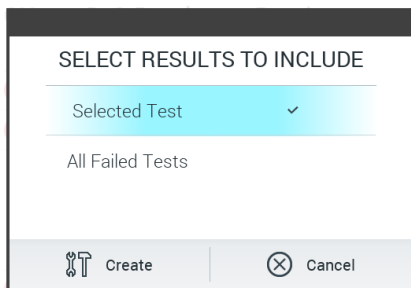 SELECT RESULTS TO INCLUDE
Selected Test
All Failed Tests
Create Cancel